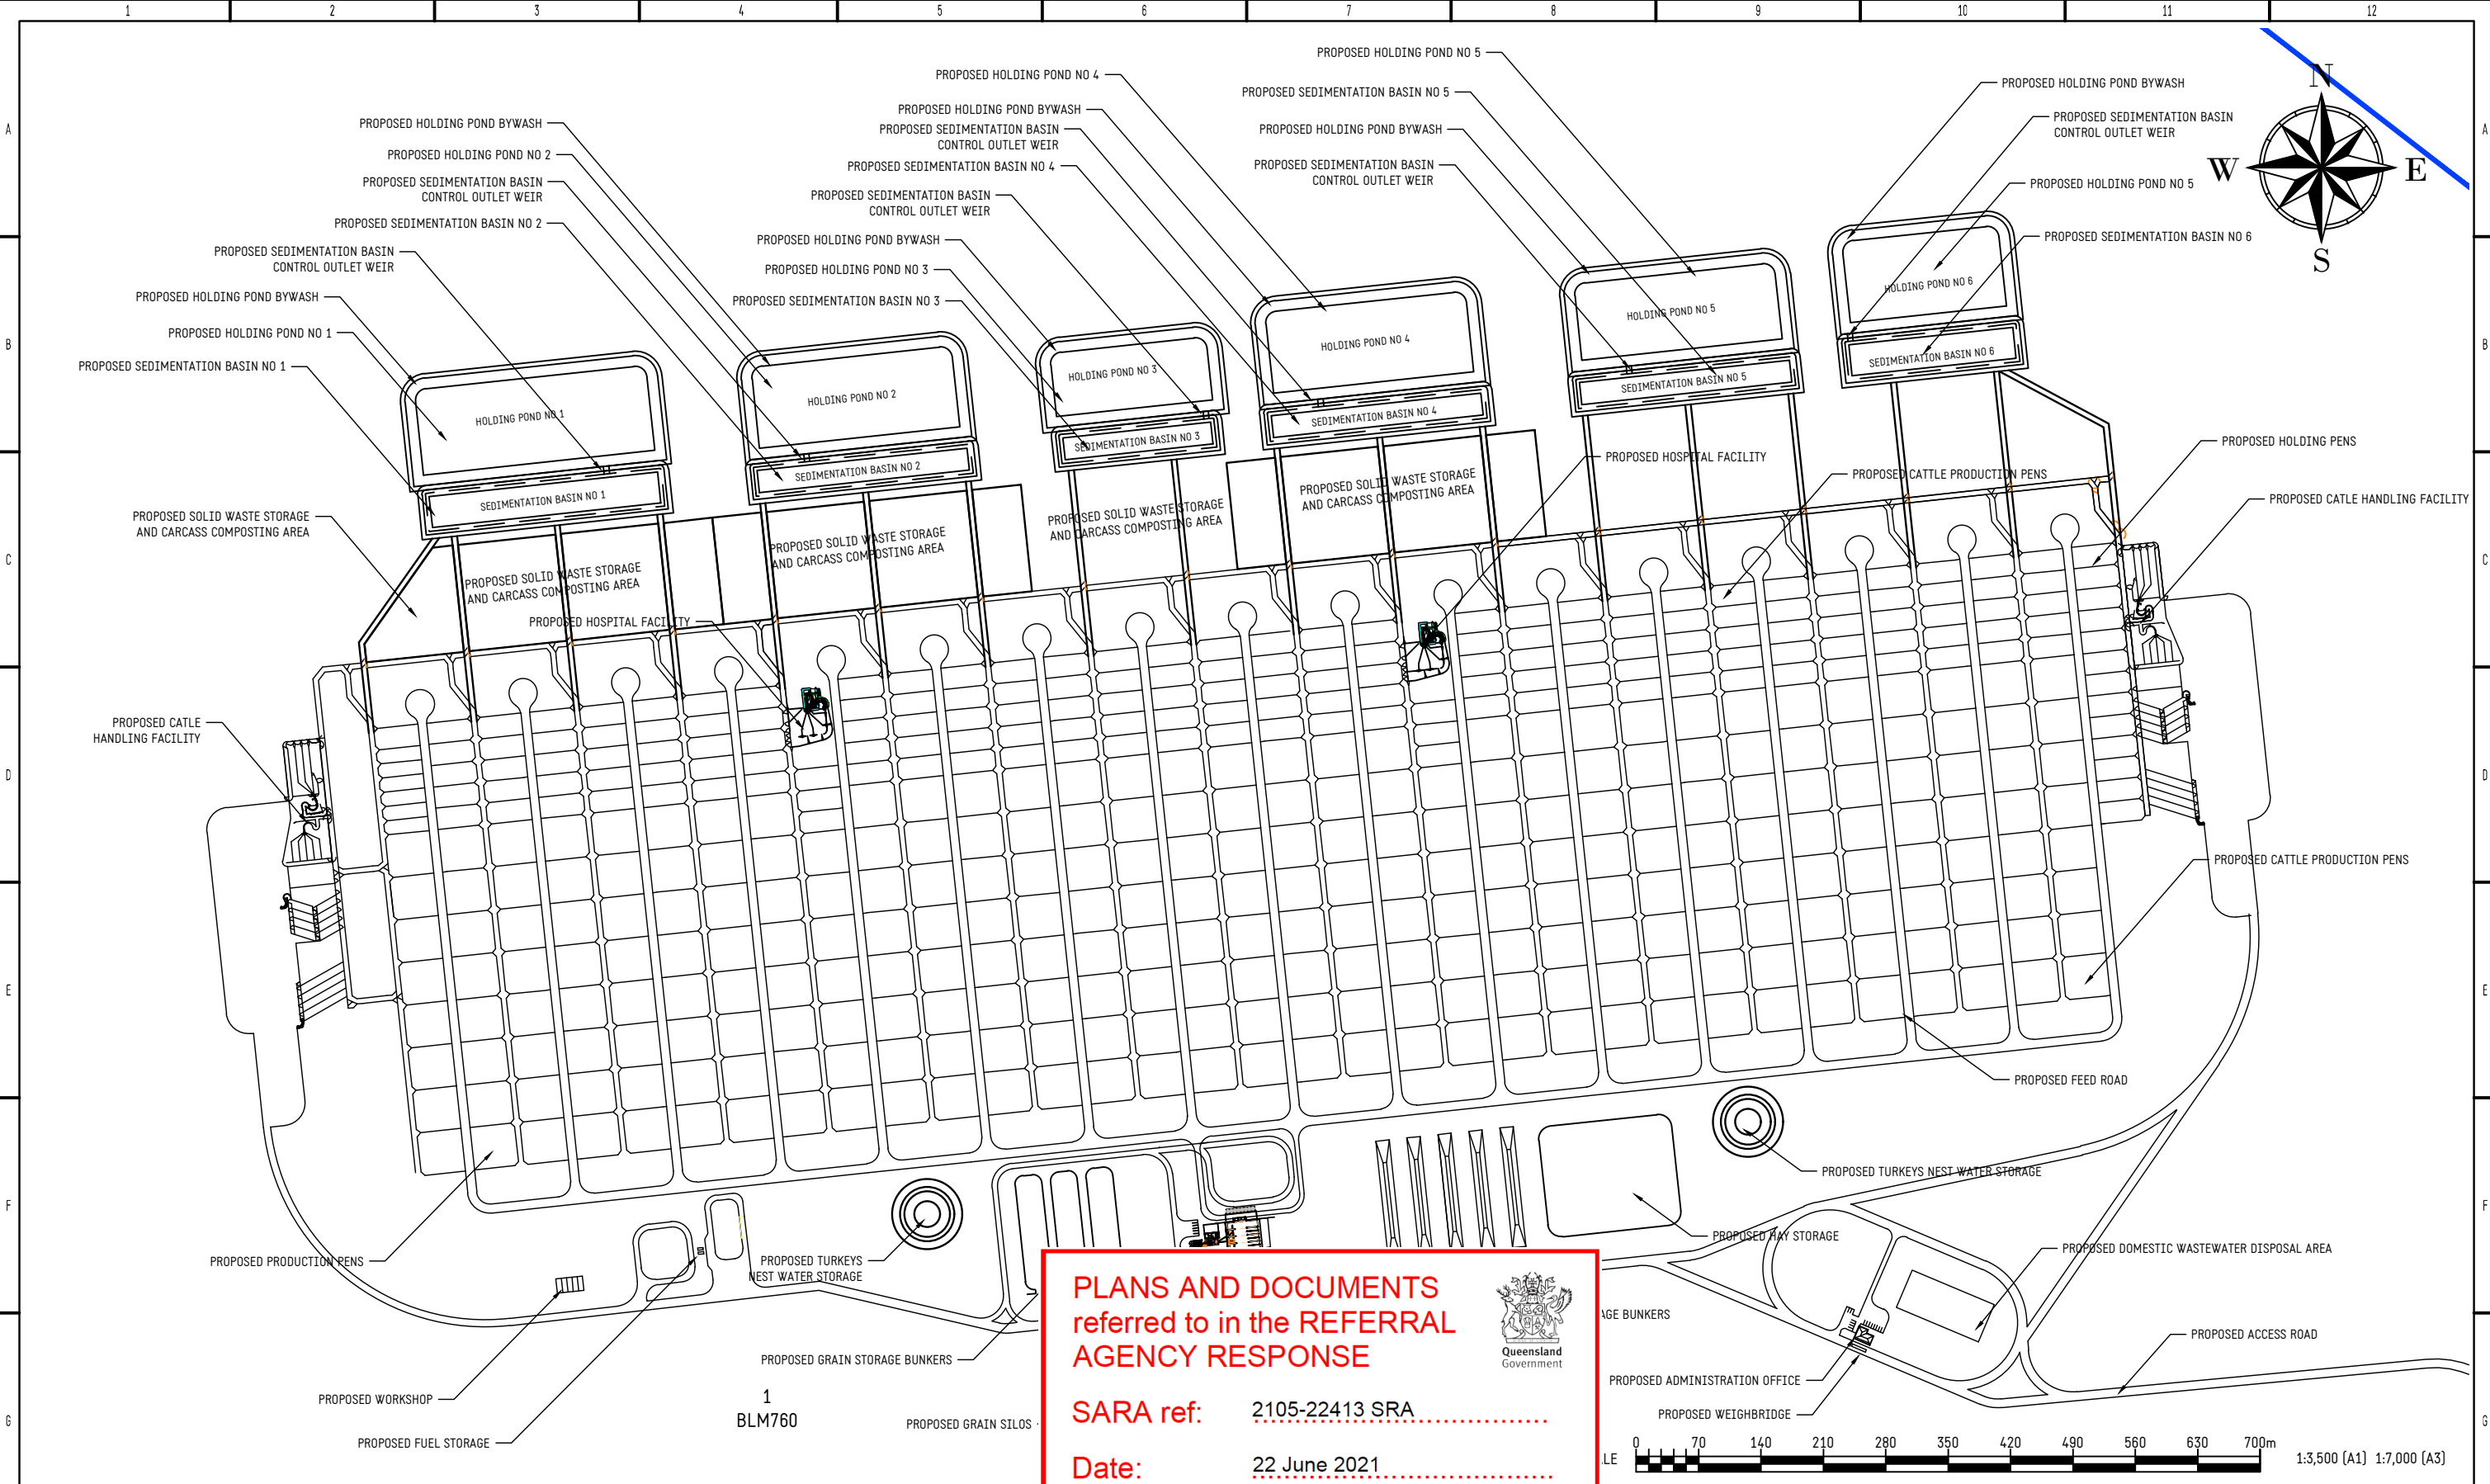 1 2 3 4 5 6 7 8 9 10 11 12
A
A
B
B
C
C
D
D
E
E
F
F
G
G
N
W
E
S
PROPOSED HOLDING POND NO 5
PROPOSED HOLDING POND NO 4
PROPOSED SEDIMENTATION BASIN NO 5
PROPOSED HOLDING POND BYWASH
PROPOSED HOLDING POND BYWASH
PROPOSED SEDIMENTATION BASIN
CONTROL OUTLET WEIR
PROPOSED HOLDING POND BYWASH
PROPOSED SEDIMENTATION BASIN
CONTROL OUTLET WEIR
PROPOSED HOLDING POND BYWASH
PROPOSED SEDIMENTATION BASIN
CONTROL OUTLET WEIR
PROPOSED HOLDING POND NO 5
PROPOSED SEDIMENTATION BASIN NO 6
PROPOSED HOLDING POND BYWASH
PROPOSED HOLDING POND NO 2
PROPOSED SEDIMENTATION BASIN
CONTROL OUTLET WEIR
PROPOSED SEDIMENTATION BASIN NO 2
PROPOSED SEDIMENTATION BASIN NO 4
PROPOSED SEDIMENTATION BASIN
CONTROL OUTLET WEIR
PROPOSED HOLDING POND BYWASH
PROPOSED HOLDING POND NO 3
PROPOSED SEDIMENTATION BASIN NO 3
PROPOSED SEDIMENTATION BASIN
CONTROL OUTLET WEIR
PROPOSED HOLDING POND BYWASH
PROPOSED HOLDING POND NO 1
PROPOSED SEDIMENTATION BASIN NO 1
HOLDING POND NO 1
HOLDING POND NO 2
HOLDING POND NO 3
HOLDING POND NO 4
HOLDING POND NO 5
HOLDING POND NO 6
SEDIMENTATION BASIN NO 1
SEDIMENTATION BASIN NO 2
SEDIMENTATION BASIN NO 3
SEDIMENTATION BASIN NO 4
SEDIMENTATION BASIN NO 5
SEDIMENTATION BASIN NO 6
PROPOSED SOLID WASTE STORAGE
AND CARCASS COMPOSTING AREA
PROPOSED SOLID WASTE STORAGE
AND CARCASS COMPOSTING AREA
PROPOSED SOLID WASTE STORAGE
AND CARCASS COMPOSTING AREA
PROPOSED SOLID WASTE STORAGE
AND CARCASS COMPOSTING AREA
PROPOSED SOLID WASTE STORAGE
AND CARCASS COMPOSTING AREA
PROPOSED HOSPITAL FACILITY
PROPOSED HOSPITAL FACILITY
PROPOSED CATTLE PRODUCTION PENS
PROPOSED HOLDING PENS
PROPOSED CATLE HANDLING FACILITY
PROPOSED CATLE
HANDLING FACILITY
PROPOSED CATTLE PRODUCTION PENS
PROPOSED FEED ROAD
PROPOSED TURKEYS NEST WATER STORAGE
PROPOSED HAY STORAGE
PROPOSED DOMESTIC WASTEWATER DISPOSAL AREA
PROPOSED PRODUCTION PENS
PROPOSED TURKEYS
NEST WATER STORAGE
AGE BUNKERS
PROPOSED ACCESS ROAD
PROPOSED GRAIN STORAGE BUNKERS
PROPOSED ADMINISTRATION OFFICE
PROPOSED WORKSHOP
1
BLM760
PROPOSED GRAIN SILOS
PROPOSED WEIGHBRIDGE
PROPOSED FUEL STORAGE
PLANS AND DOCUMENTS
referred to in the REFERRAL
AGENCY RESPONSE
Queensland
Government
SARA ref: 2105-22413 SRA
Date: 22 June 2021
LE 0 70 140 210 280 350 420 490 560 630 700m
1:3,500 (A1) 1:7,000 (A3)